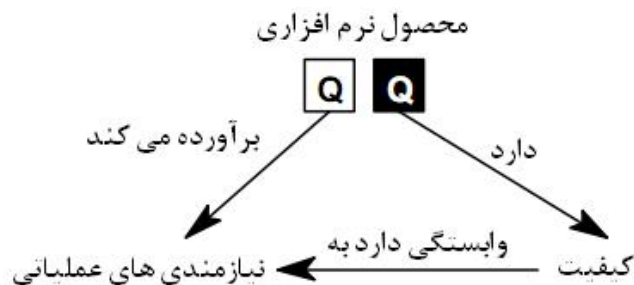 محصول نرم افزاری
Q Q
برآورده می کند
دارد
وابستگی دارد به
نیازمندی های عملیاتی
کیفیت